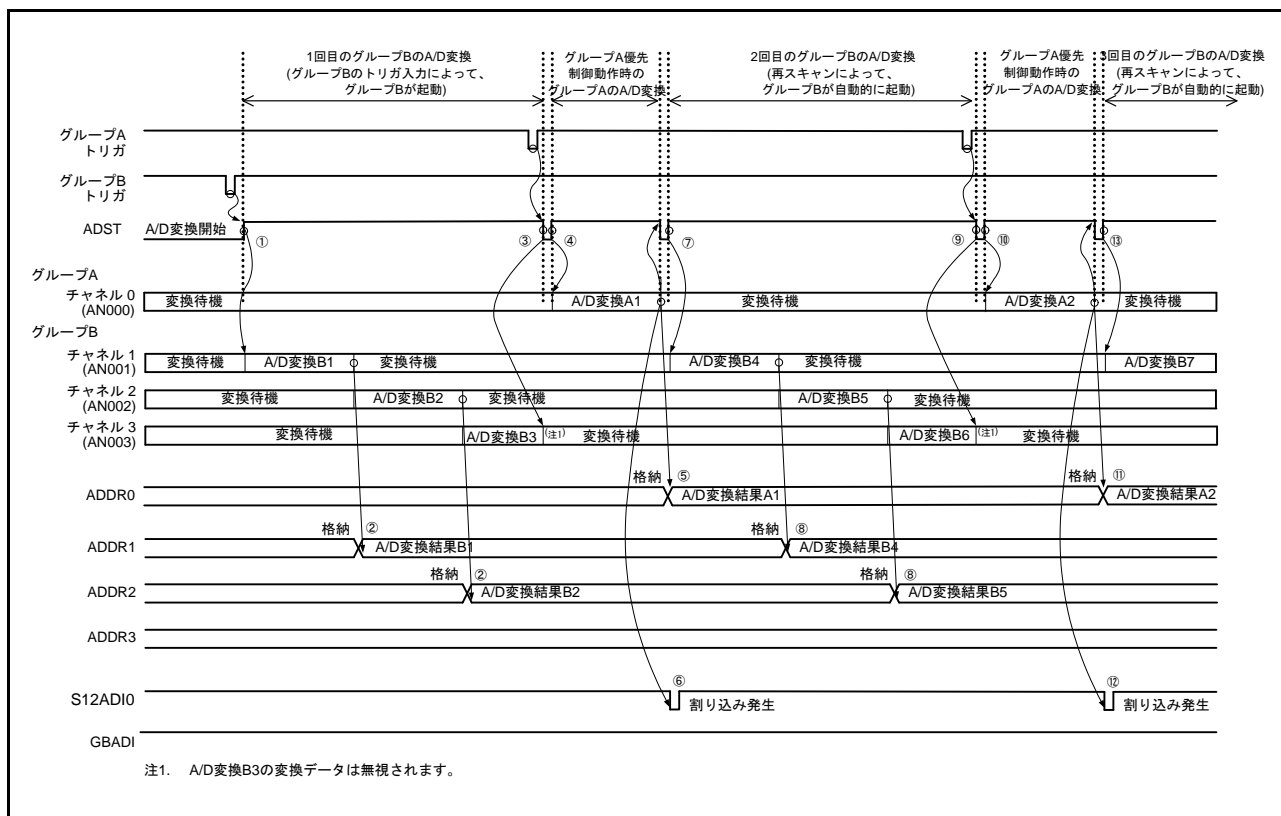 1回目のグループBのA/D変換
(グループBのトリガ入力によって、
グループBが起動)
グループA優先
制御動作時の
グループAのA/D変換
2回目のグループBのA/D変換
(再スキャンによって、
グループBが自動的に起動)
グループA優先
制御動作時の
グループAのA/D変換
3回目のグループBのA/D変換
(再スキャンによって、
グループBが自動的に起動)
グループA
トリガ
グループB
トリガ
ADST
A/D変換開始
①
③
④
⑦
⑨
⑩
⑬
グループA
チャネル 0
(AN000)
変換待機
A/D変換A1
変換待機
A/D変換A2
変換待機
グループB
チャネル 1
(AN001)
変換待機
A/D変換B1
変換待機
A/D変換B4
変換待機
A/D変換B7
チャネル 2
(AN002)
変換待機
A/D変換B2
変換待機
A/D変換B5
変換待機
チャネル 3
(AN003)
変換待機
A/D変換B3
(注1)
変換待機
A/D変換B6
(注1)
変換待機
ADDR0
格納
⑤
A/D変換結果A1
格納
⑪
A/D変換結果A2
ADDR1
格納
②
A/D変換結果B1
格納
⑧
A/D変換結果B4
ADDR2
格納
②
A/D変換結果B2
格納
⑧
A/D変換結果B5
ADDR3
S12ADI0
⑥
割り込み発生
⑫
割り込み発生
GBADI
注1. A/D変換B3の変換データは無視されます。